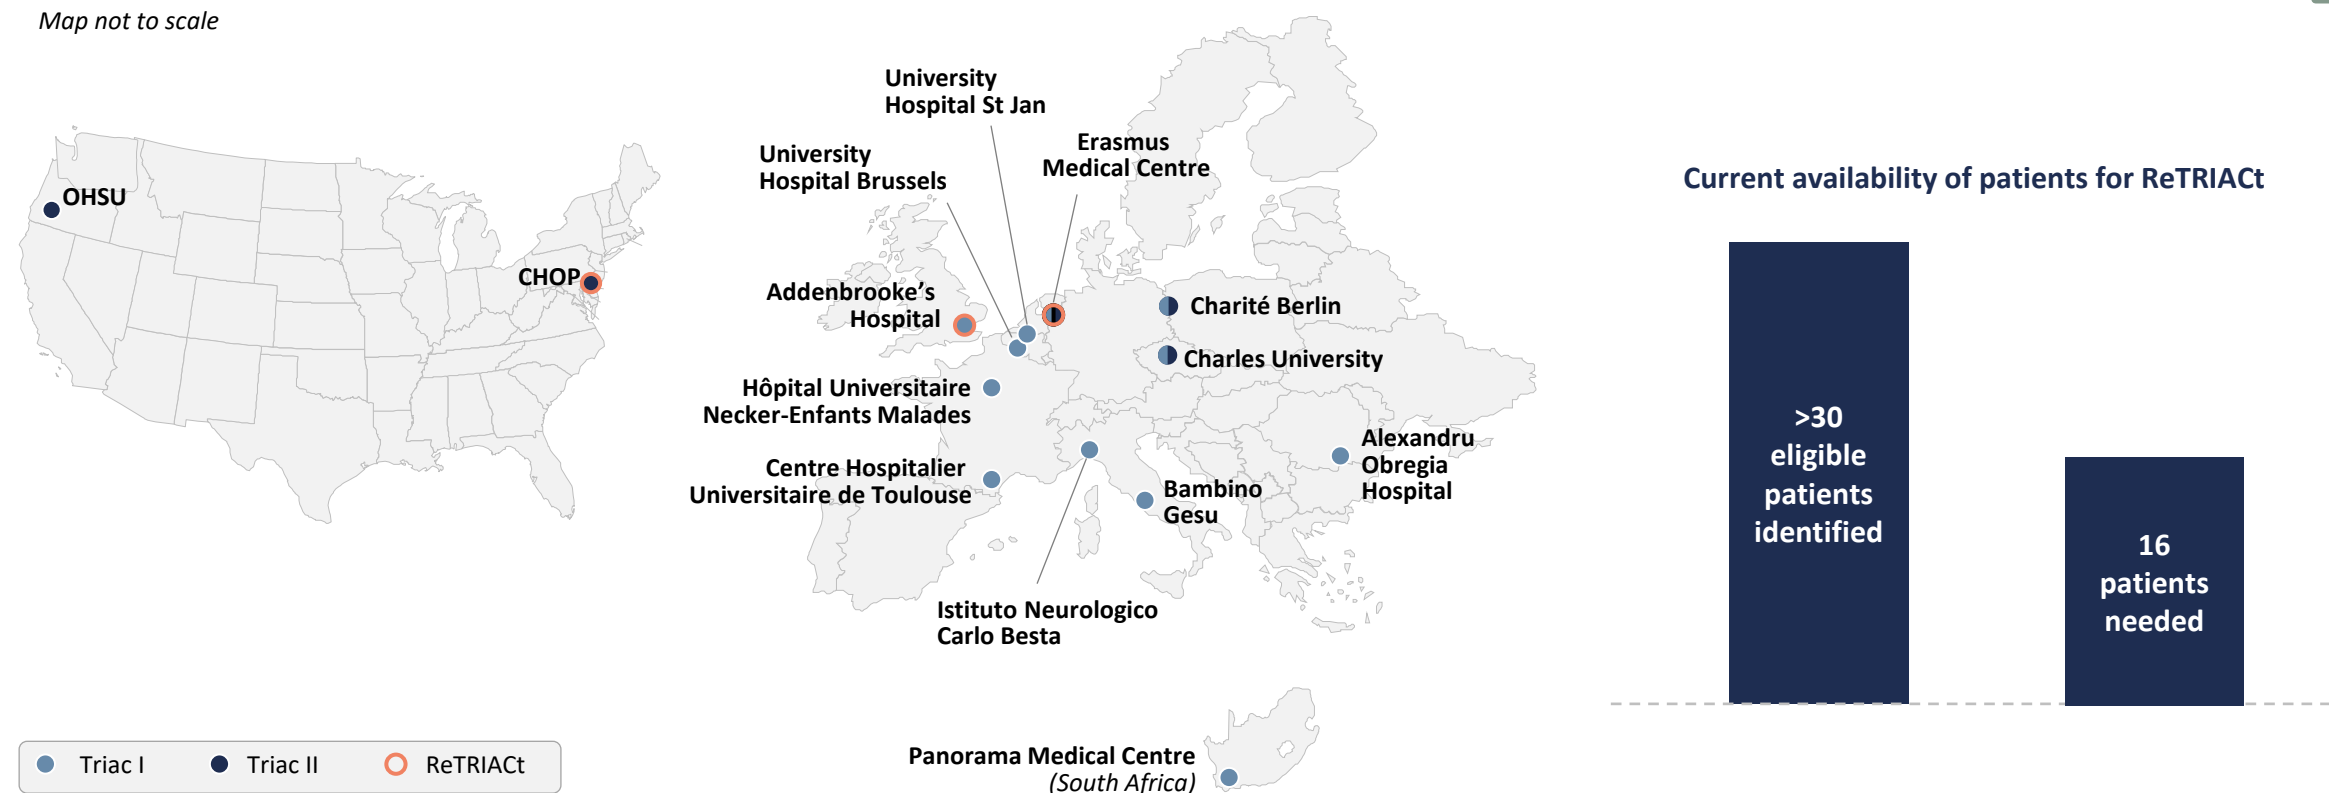 Map not to scale
OHSU
CHOP
University
Hospital St Jan
Erasmus
Medical Centre
University
Hospital Brussels
Addenbrooke’s
Hospital
Charité Berlin
Charles University
Hôpital Universitaire
Necker-Enfants Malades
Centre Hospitalier
Universitaire de Toulouse
Alexandru
Obregia
Hospital
Bambino
Gesu
Istituto Neurologico
Carlo Besta
Panorama Medical Centre
(South Africa)
Triac I
Triac II
ReTRIACt
Current availability of patients for ReTRIACt
>30
eligible
patients
identified
16
patients
needed